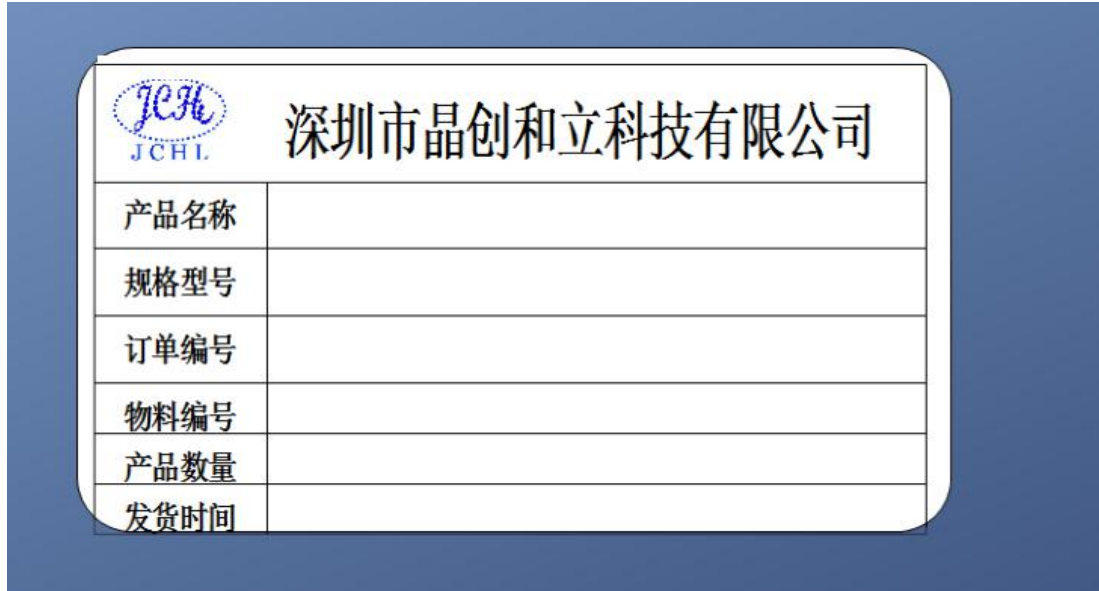 JCHL
JCHL 深圳市晶创和立科技有限公司
产品名称
规格型号
订单编号
物料编号
产品数量
发货时间